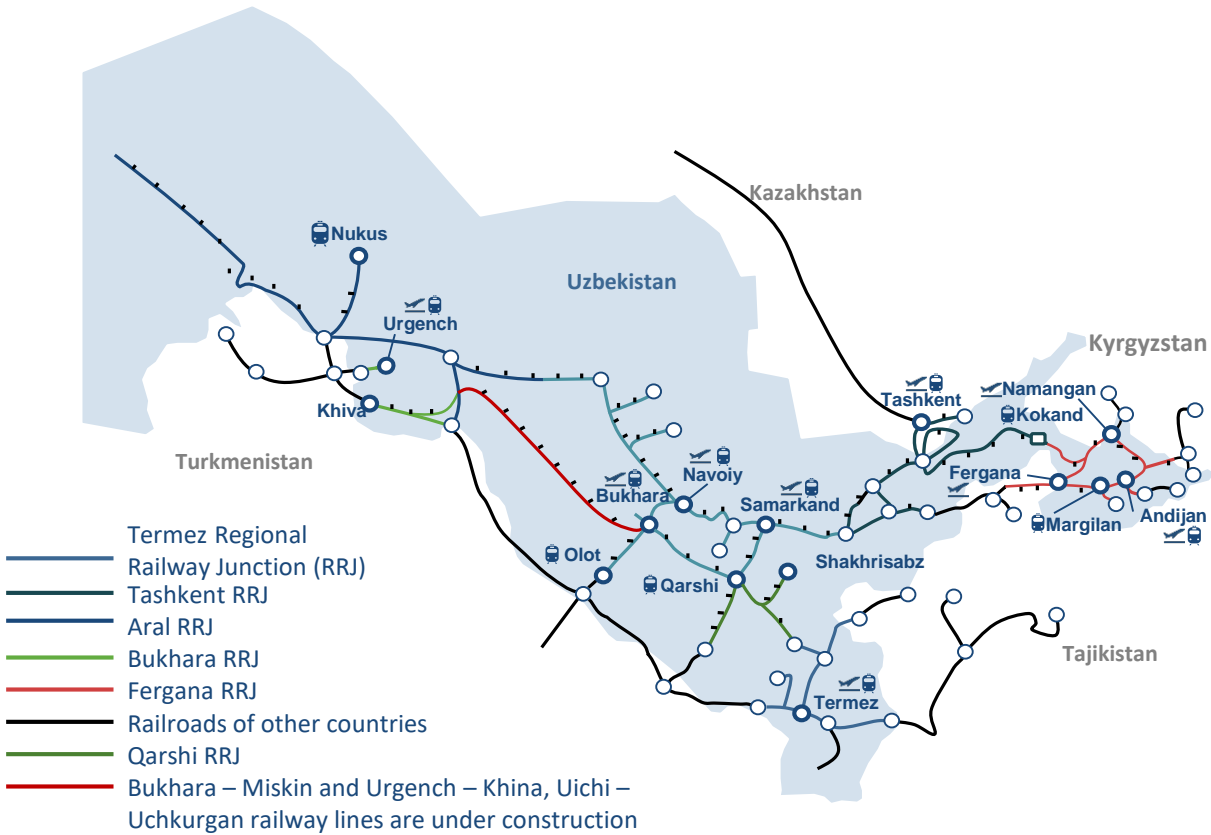 Kazakhstan
Nukus
Uzbekistan
Urgench
Kyrgyzstan
Namangan
Tashkent
Kokand
Khiva
Turkmenistan
Navoiy
Fergana
Bukhara
Samarkand
Andijan
Margilan
Olot
Shakhrisabz
Qarshi
Tajikistan
Termez
Termez Regional
Railway Junction (RRJ)
Tashkent RRJ
Aral RRJ
Bukhara RRJ
Fergana RRJ
Railroads of other countries
Qarshi RRJ
Bukhara – Miskin and Urgench – Khina, Uichi –
Uchkurgan railway lines are under construction